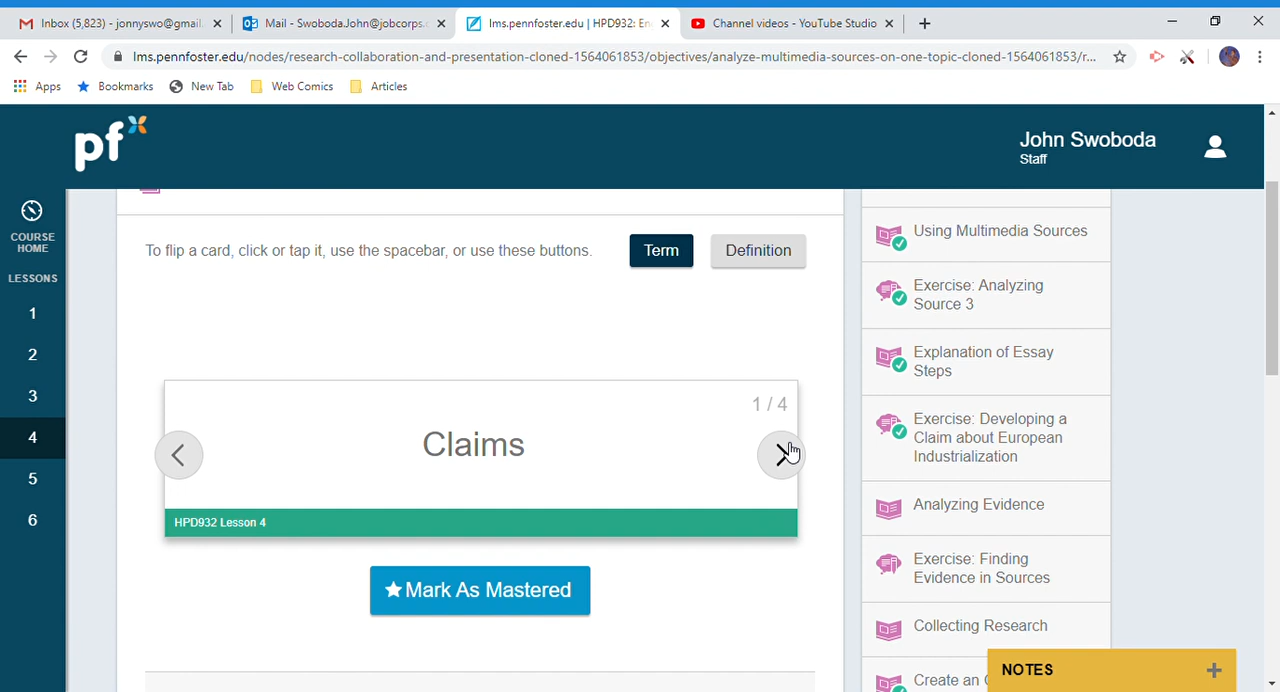 Inbox (5,823) - jonnyswo@gmail.
Mail - Swoboda.John@jobcorps.c
lms.pennfoster.edu | HPD932: En
Channel videos - YouTube Studio
lms.pennfoster.edu/nodes/research-collaboration-and-presentation-cloned-1564061853/objectives/analyze-multimedia-sources-on-one-topic-cloned-1564061853/r...
Apps
Bookmarks
New Tab
Web Comics
Articles
pf
John Swoboda
Staff
COURSE
HOME
LESSONS
1
2
3
4
5
6
To flip a card, click or tap it, use the spacebar, or use these buttons.
Term
Definition
1 / 4
Claims
HPD932 Lesson 4
Mark As Mastered
Using Multimedia Sources
Exercise: Analyzing
Source 3
Explanation of Essay
Steps
Exercise: Developing a
Claim about European
Industrialization
Analyzing Evidence
Exercise: Finding
Evidence in Sources
Collecting Research
Create an
NOTES